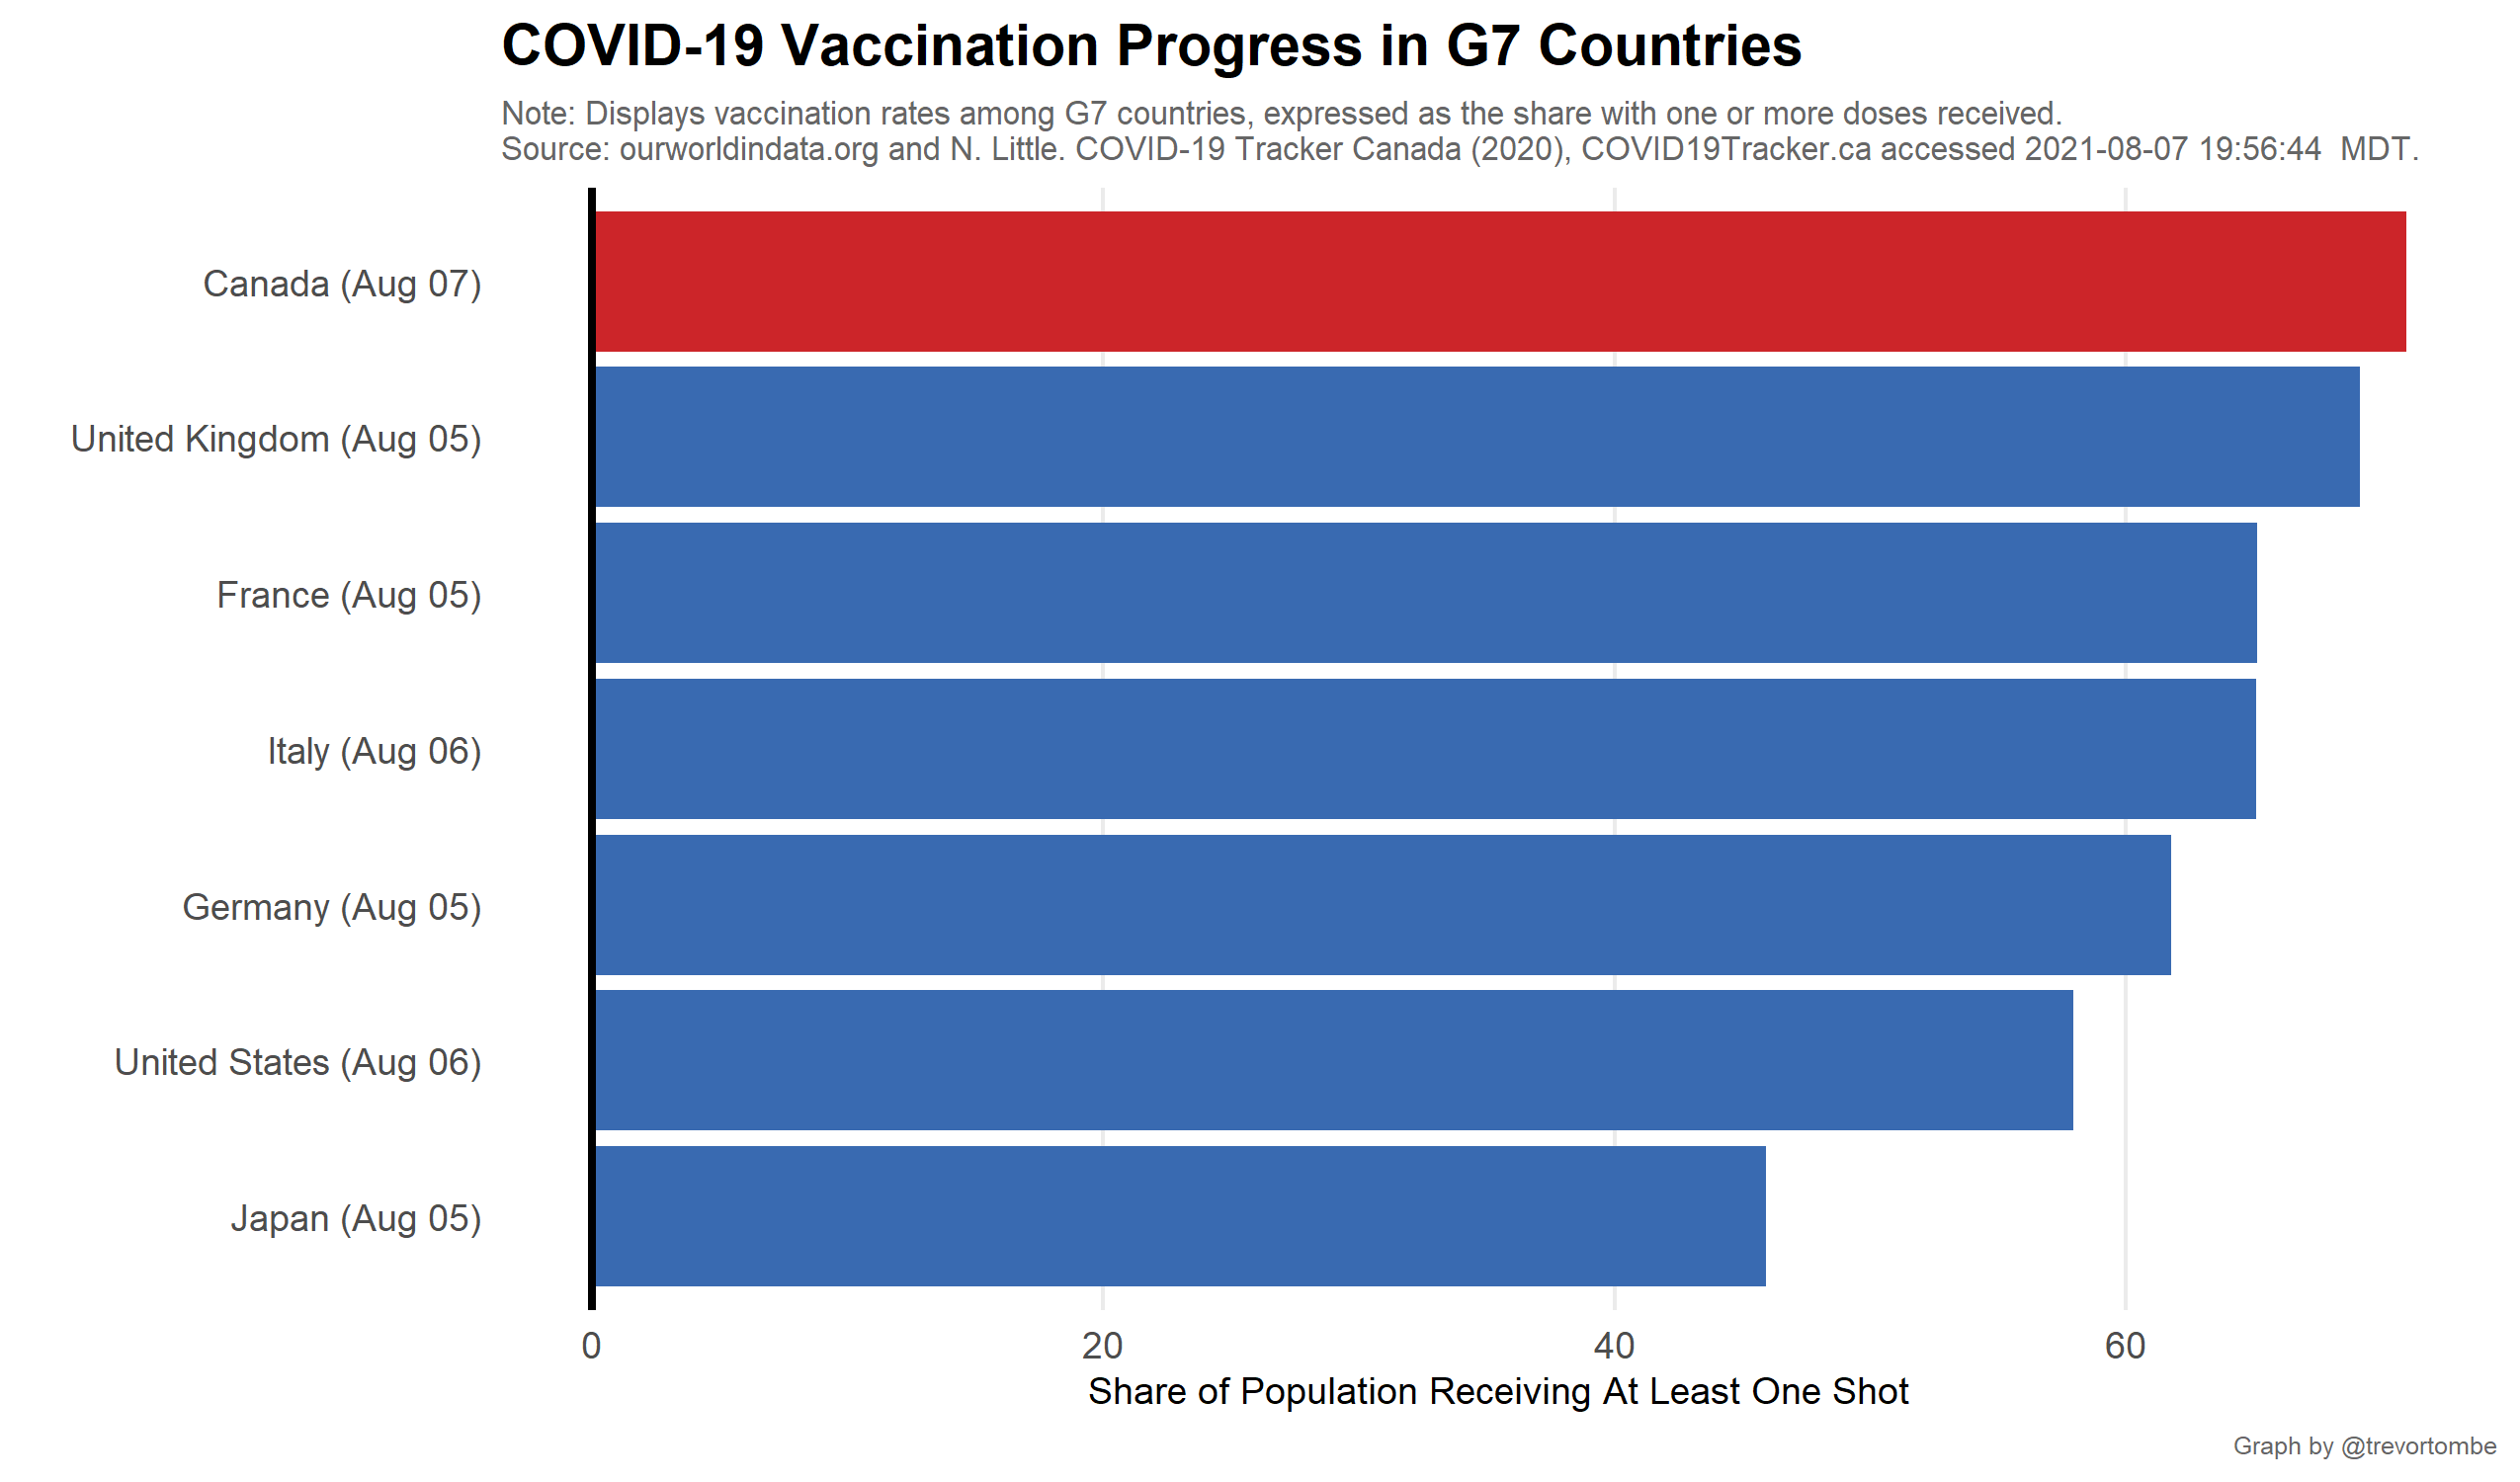 COVID-19 Vaccination Progress in G7 Countries
Note: Displays vaccination rates among G7 countries, expressed as the share with one or more doses received.
Source: ourworldindata.org and N. Little. COVID-19 Tracker Canada (2020), COVID19Tracker.ca accessed 2021-08-07 19:56:44  MDT.
Canada (Aug 07)
United Kingdom (Aug 05)
France (Aug 05)
Italy (Aug 06)
Germany (Aug 05)
United States (Aug 06)
Japan (Aug 05)
0 20 40 60
Share of Population Receiving At Least One Shot
Graph by @trevortombe